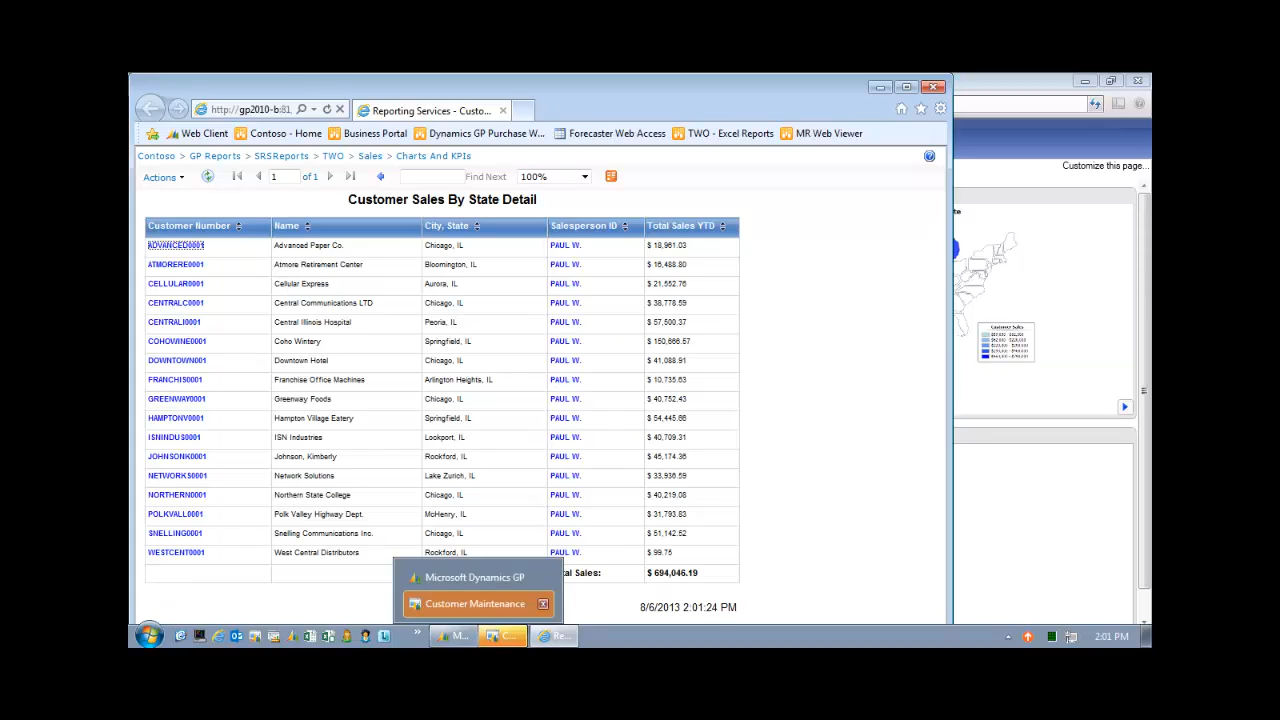 http://gp2010-b:81,
Reporting Services - Custo...
Web Client
Contoso - Home
Business Portal
Dynamics GP Purchase W...
Forecaster Web Access
TWO - Excel Reports
MR Web Viewer
Contoso > GP Reports > SRSReports > TWO > Sales > Charts And KPIs
Customize this page...
Actions
1 of 1
Find Next
100%
Customer Sales By State Detail
Customer Number Name City, State Salesperson ID Total Sales YTD
ADVANCED0001 Advanced Paper Co. Chicago, IL PAUL W. $ 18,961.03
ATMORERE0001 Atmore Retirement Center Bloomington, IL PAUL W. $ 16,488.80
CELLULAR0001 Cellular Express Aurora, IL PAUL W. $ 21,552.76
CENTRALC0001 Central Communications LTD Chicago, IL PAUL W. $ 38,778.59
CENTRALI0001 Central Illinois Hospital Peoria, IL PAUL W. $ 57,500.37
COHOWINE0001 Coho Wintery Springfield, IL PAUL W. $ 150,666.57
DOWNTOWN0001 Downtown Hotel Chicago, IL PAUL W. $ 41,088.91
FRANCHIS0001 Franchise Office Machines Arlington Heights, IL PAUL W. $ 10,735.63
GREENWAY0001 Greenway Foods Chicago, IL PAUL W. $ 40,752.43
HAMPTONV0001 Hampton Village Eatery Springfield, IL PAUL W. $ 54,445.66
ISNINDUS0001 ISN Industries Lookport, IL PAUL W. $ 40,709.31
JOHNSONK0001 Johnson, Kimberly Rockford, IL PAUL W. $ 45,174.36
NETWORKS0001 Network Solutions Lake Zurich, IL PAUL W. $ 33,936.59
NORTHERN0001 Northern State College Chicago, IL PAUL W. $ 40,219.08
POLKVALL0001 Polk Valley Highway Dept. McHenry, IL PAUL W. $ 31,793.83
SNELLING0001 Snelling Communications Inc. Chicago, IL PAUL W. $ 51,142.52
WESTCENT0001 West Central Distributors Rockford, IL PAUL W. $ 99.75
Sales: $ 694,046.19
Customer Sales
Microsoft Dynamics GP
Customer Maintenance
8/6/2013 2:01:24 PM
M...
C...
Re...
2:01 PM